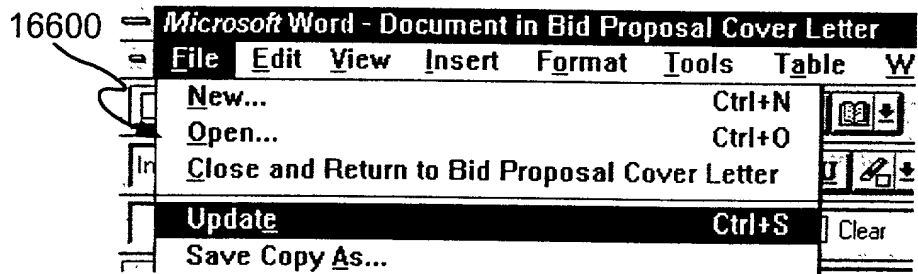 16600
Microsoft Word - Document in Bid Proposal Cover Letter
File Edit View Insert Format Tools Table W
New... Ctrl+N
Open... Ctrl+O
In
Close and Return to Bid Proposal Cover Letter
U
Update Ctrl+S
Clear
Save Copy As...